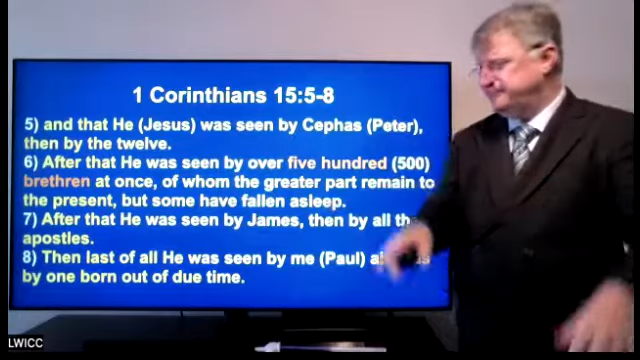 1 Corinthians 15:5-8
5) and that He (Jesus) was seen by Cephas (Peter),
then by the twelve.
6) After that He was seen by over five hundred (500)
brethren at once, of whom the greater part remain to
the present, but some have fallen asleep.
7) After that He was seen by James, then by all the
apostles.
8) Then last of all He was seen by me (Paul)
by one born out of due time.
LWICC